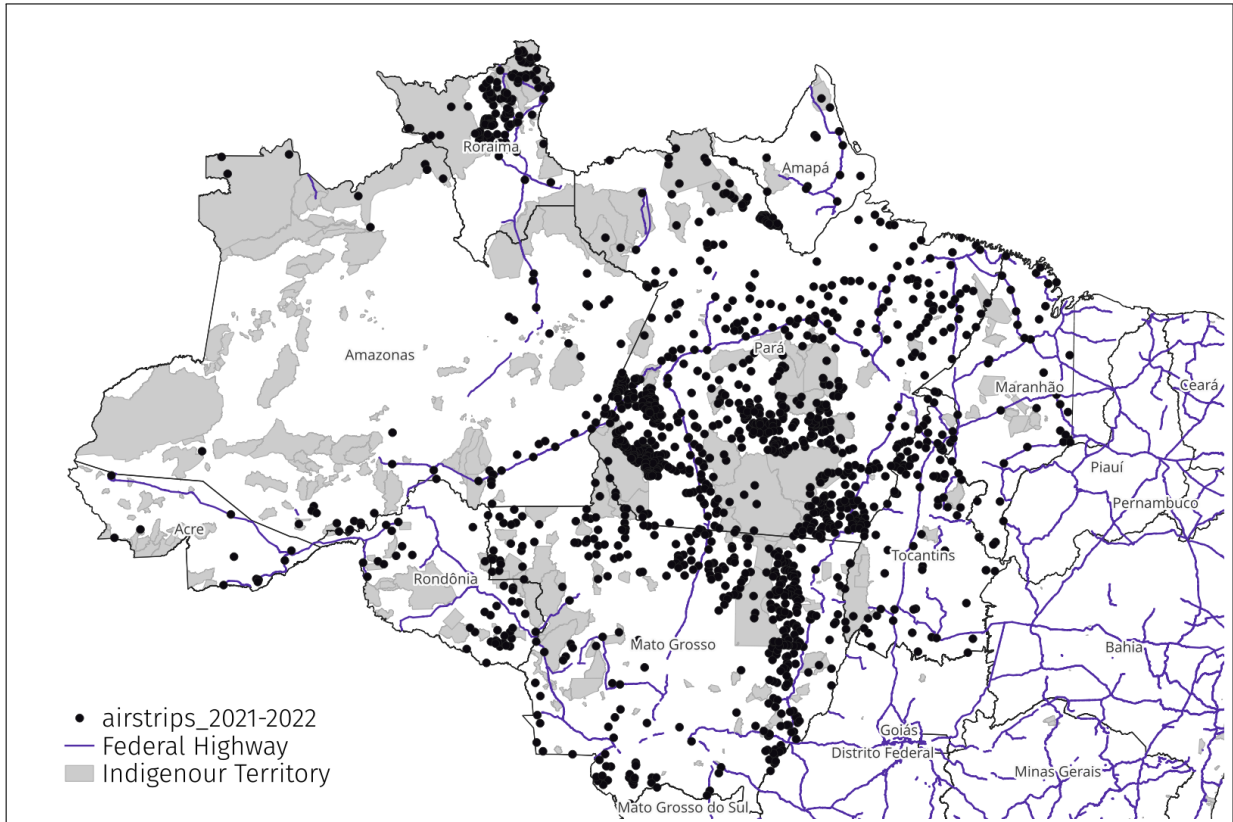 Roraima
Amapá
Amazonas
Pará
Maranhão
Ceará
Piauí
Pernambuco
Acre
Rondônia
Tocantins
Mato Grosso
Bahia
Goiás
Distrito Federal
Minas Gerais
Mato Grosso do Sul
airstrips_2021-2022
Federal Highway
Indigenour Territory